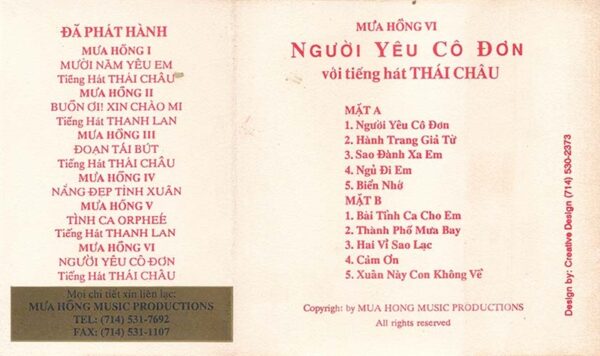 ĐÃ PHÁT HÀNH
MƯA HỒNG I
MƯỜI NĂM YÊU EM
Tiếng Hát THÁI CHÂU
MƯA HỒNG II
BUỒN ƠI! XIN CHÀO MI
Tiếng Hát THANH LAN
MƯA HỒNG III
ĐOẠN TÁI BÚT
Tiếng Hát THÁI CHÂU
MƯA HỒNG IV
NẮNG ĐẸP TÌNH XUÂN
MƯA HỒNG V
TÌNH CA ORPHEÉ
Tiếng Hát THANH LAN
MƯA HỒNG VI
NGƯỜI YÊU CÔ ĐƠN
Tiếng Hát THÁI CHÂU
Mọi chi tiết xin liên lạc:
MƯA HỒNG MUSIC PRODUCTIONS
TEL: (714) 531-7692
FAX: (714) 531-1107
MƯA HỒNG VI
NGƯỜI YÊU CÔ ĐƠN
với tiếng hát THÁI CHÂU
MẶT A
1. Người Yêu Cô Đơn
2. Hành Trang Giã Từ
3. Sao Đành Xa Em
4. Ngủ Đi Em
5. Biển Nhớ
MẶT B
1. Bài Tình Ca Cho Em
2. Thành Phố Mưa Bay
3. Hai Vì Sao Lạc
4. Cảm Ơn
5. Xuân Này Con Không Về
Copyright by MUA HONG MUSIC PRODUCTIONS
All rights reserved
Design by: Creative Design (714) 530-2373